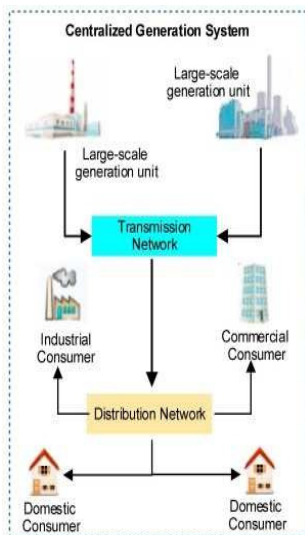 Centralized Generation System
Large-scale
generation unit
Large-scale
generation unit
Transmission
Network
Industrial
Consumer
Commercial
Consumer
Distribution Network
Domestic
Consumer
Domestic
Consumer